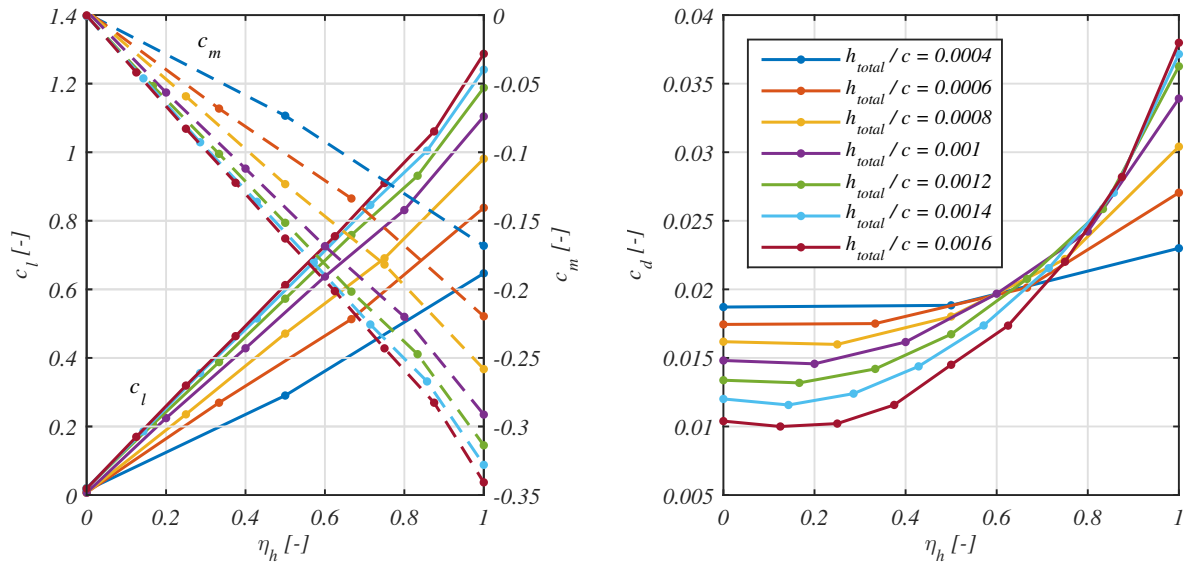 1.4
1.2
1
0.8
0.6
0.4
0.2
0
c_l [-]
c_m
c_l
0
-0.05
-0.1
-0.15
-0.2
-0.25
-0.3
-0.35
c_m [-]
0 0.2 0.4 0.6 0.8 1
η_h [-]
0.04
0.035
0.03
0.025
0.02
0.015
0.01
0.005
c_d [-]
h_total / c = 0.0004
h_total / c = 0.0006
h_total / c = 0.0008
h_total / c = 0.001
h_total / c = 0.0012
h_total / c = 0.0014
h_total / c = 0.0016
0 0.2 0.4 0.6 0.8 1
η_h [-]